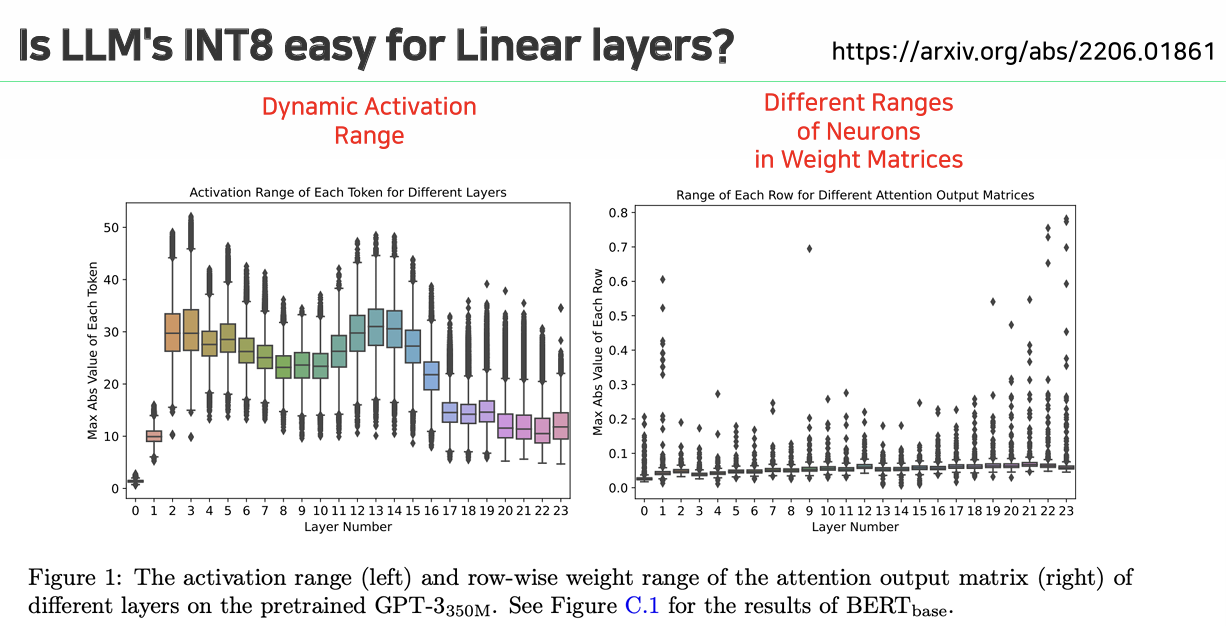 Is LLM's INT8 easy for Linear layers?
https://arxiv.org/abs/2206.01861
Dynamic Activation
Range
Different Ranges
of Neurons
in Weight Matrices
Activation Range of Each Token for Different Layers
Max Abs Value of Each Token
50
40
30
20
10
0
0 1 2 3 4 5 6 7 8 9 10 11 12 13 14 15 16 17 18 19 20 21 22 23
Layer Number
Range of Each Row for Different Attention Output Matrices
Max Abs Value of Each Row
0.8
0.7
0.6
0.5
0.4
0.3
0.2
0.1
0.0
0 1 2 3 4 5 6 7 8 9 10 11 12 13 14 15 16 17 18 19 20 21 22 23
Layer Number
Figure 1: The activation range (left) and row-wise weight range of the attention output matrix (right) of
different layers on the pretrained GPT-3350M. See Figure C.1 for the results of BERTbase.